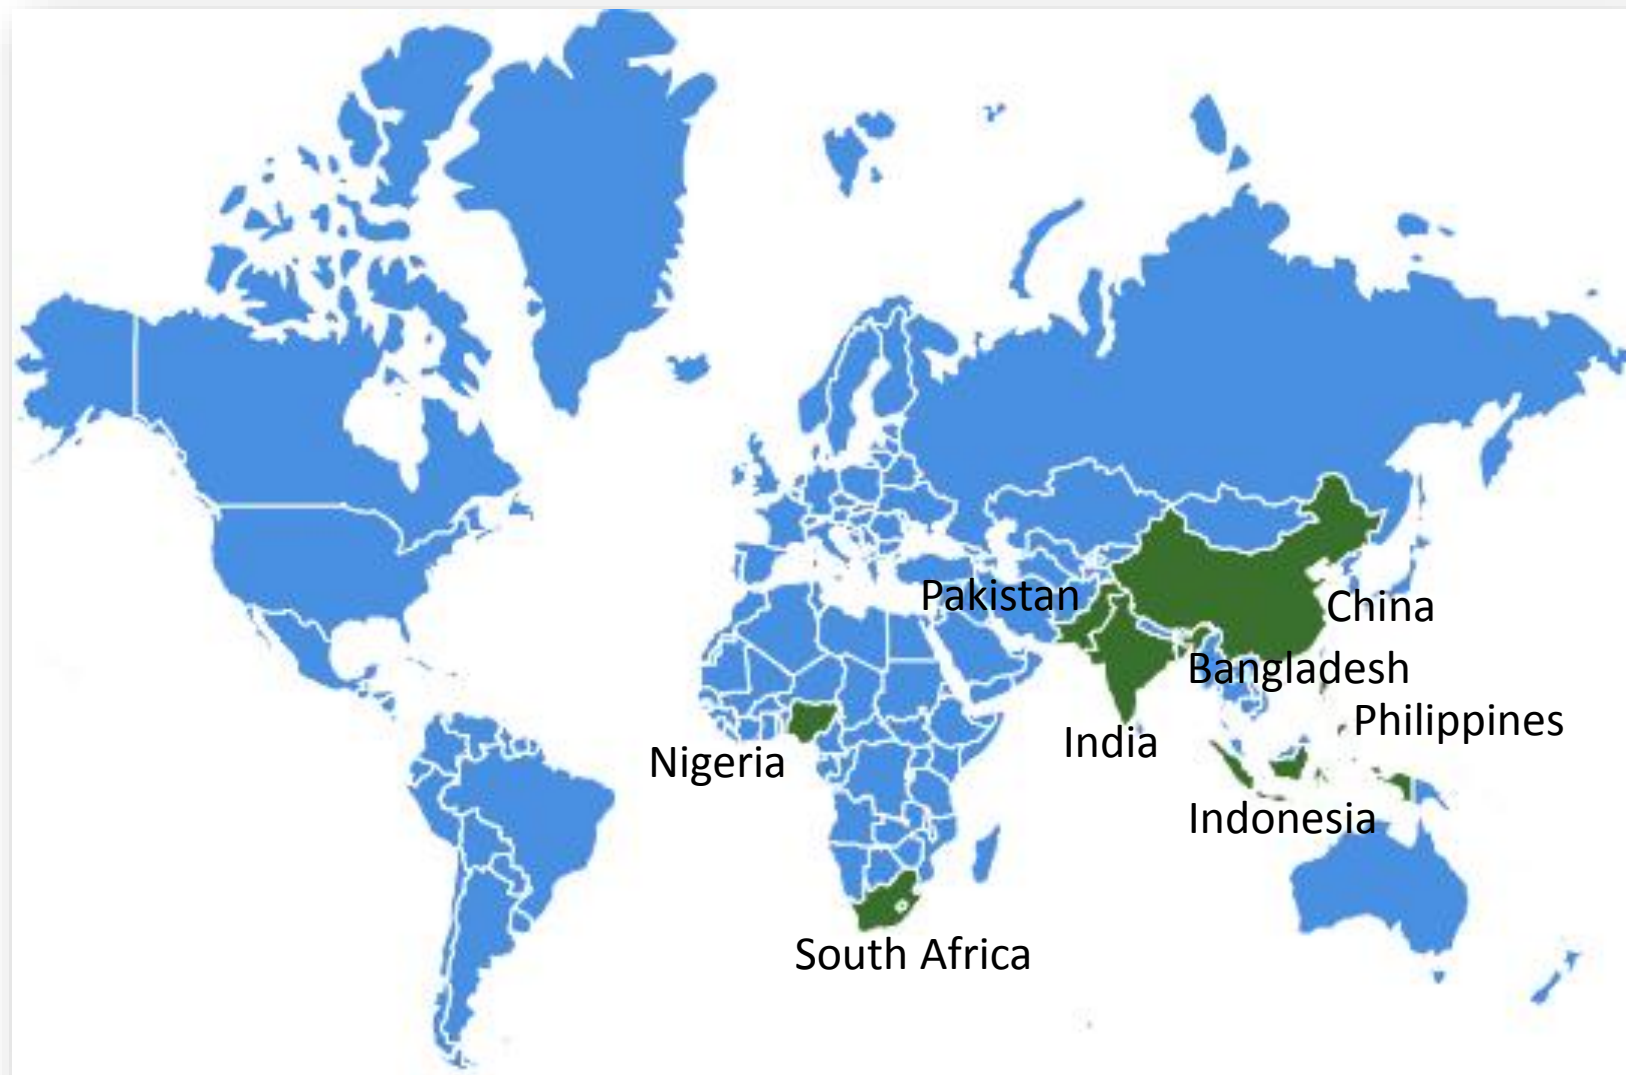 Pakistan
China
Bangladesh
Philippines
India
Nigeria
Indonesia
South Africa